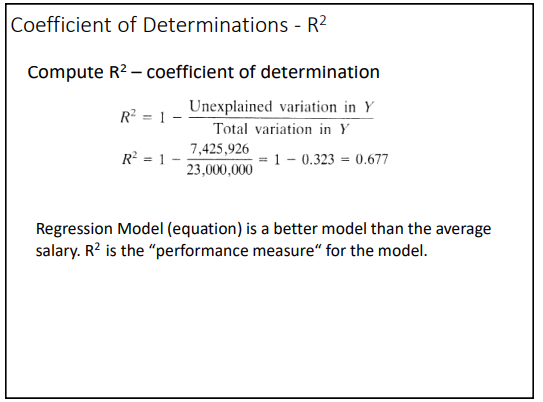 Coefficient of Determinations - R²
Compute R² – coefficient of determination
R² = 1 - Unexplained variation in Y / Total variation in Y
R² = 1 - 7,425,926 / 23,000,000 = 1 - 0.323 = 0.677
Regression Model (equation) is a better model than the average
salary. R² is the “performance measure“ for the model.